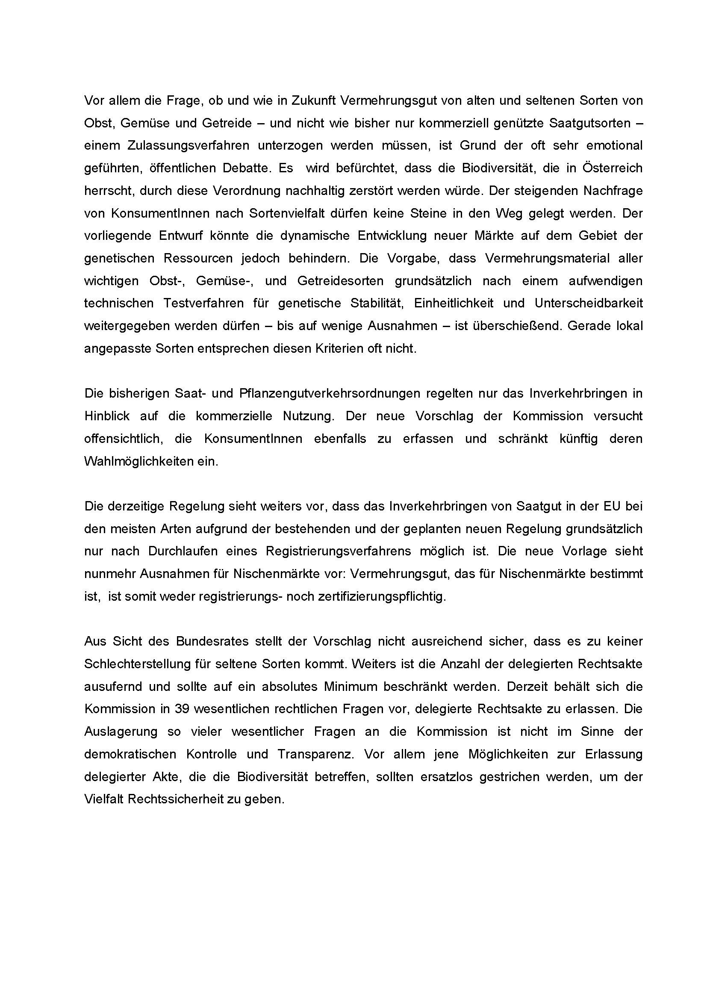 Vor allem die Frage, ob und wie in Zukunft Vermehrungsgut von alten und seltenen Sorten von
Obst, Gemüse und Getreide – und nicht wie bisher nur kommerziell genützte Saatgutsorten –
einem Zulassungsverfahren unterzogen werden müssen, ist Grund der oft sehr emotional
geführten, öffentlichen Debatte. Es  wird befürchtet, dass die Biodiversität, die in Österreich
herrscht, durch diese Verordnung nachhaltig zerstört werden würde. Der steigenden Nachfrage
von KonsumentInnen nach Sortenvielfalt dürfen keine Steine in den Weg gelegt werden. Der
vorliegende Entwurf könnte die dynamische Entwicklung neuer Märkte auf dem Gebiet der
genetischen Ressourcen jedoch behindern. Die Vorgabe, dass Vermehrungsmaterial aller
wichtigen Obst-, Gemüse-, und Getreidesorten grundsätzlich nach einem aufwendigen
technischen Testverfahren für genetische Stabilität, Einheitlichkeit und Unterscheidbarkeit
weitergegeben werden dürfen – bis auf wenige Ausnahmen – ist überschießend. Gerade lokal
angepasste Sorten entsprechen diesen Kriterien oft nicht.
Die bisherigen Saat- und Pflanzengutverkehrsordnungen regelten nur das Inverkehrbringen in
Hinblick auf die kommerzielle Nutzung. Der neue Vorschlag der Kommission versucht
offensichtlich, die KonsumentInnen ebenfalls zu erfassen und schränkt künftig deren
Wahlmöglichkeiten ein.
Die derzeitige Regelung sieht weiters vor, dass das Inverkehrbringen von Saatgut in der EU bei
den meisten Arten aufgrund der bestehenden und der geplanten neuen Regelung grundsätzlich
nur nach Durchlaufen eines Registrierungsverfahrens möglich ist. Die neue Vorlage sieht
nunmehr Ausnahmen für Nischenmärkte vor: Vermehrungsgut, das für Nischenmärkte bestimmt
ist,  ist somit weder registrierungs- noch zertifizierungspflichtig.
Aus Sicht des Bundesrates stellt der Vorschlag nicht ausreichend sicher, dass es zu keiner
Schlechterstellung für seltene Sorten kommt. Weiters ist die Anzahl der delegierten Rechtsakte
ausufernd und sollte auf ein absolutes Minimum beschränkt werden. Derzeit behält sich die
Kommission in 39 wesentlichen rechtlichen Fragen vor, delegierte Rechtsakte zu erlassen. Die
Auslagerung so vieler wesentlicher Fragen an die Kommission ist nicht im Sinne der
demokratischen Kontrolle und Transparenz. Vor allem jene Möglichkeiten zur Erlassung
delegierter Akte, die die Biodiversität betreffen, sollten ersatzlos gestrichen werden, um der
Vielfalt Rechtssicherheit zu geben.